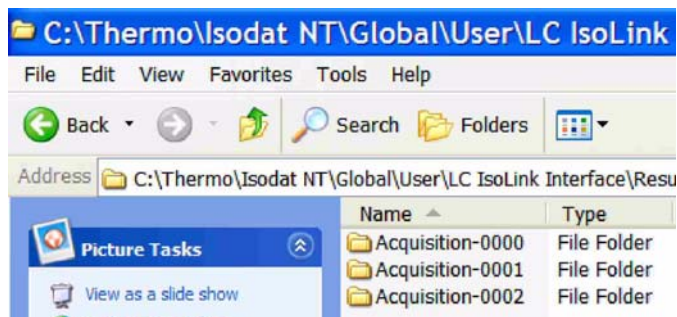 C:\Thermo\Isodat NT\Global\User\LC IsoLink
File Edit View Favorites Tools Help
Back Search Folders
Address C:\Thermo\Isodat NT\Global\User\LC IsoLink Interface\Resu
Name Type
Picture Tasks
View as a slide show
Acquisition-0000 File Folder
Acquisition-0001 File Folder
Acquisition-0002 File Folder